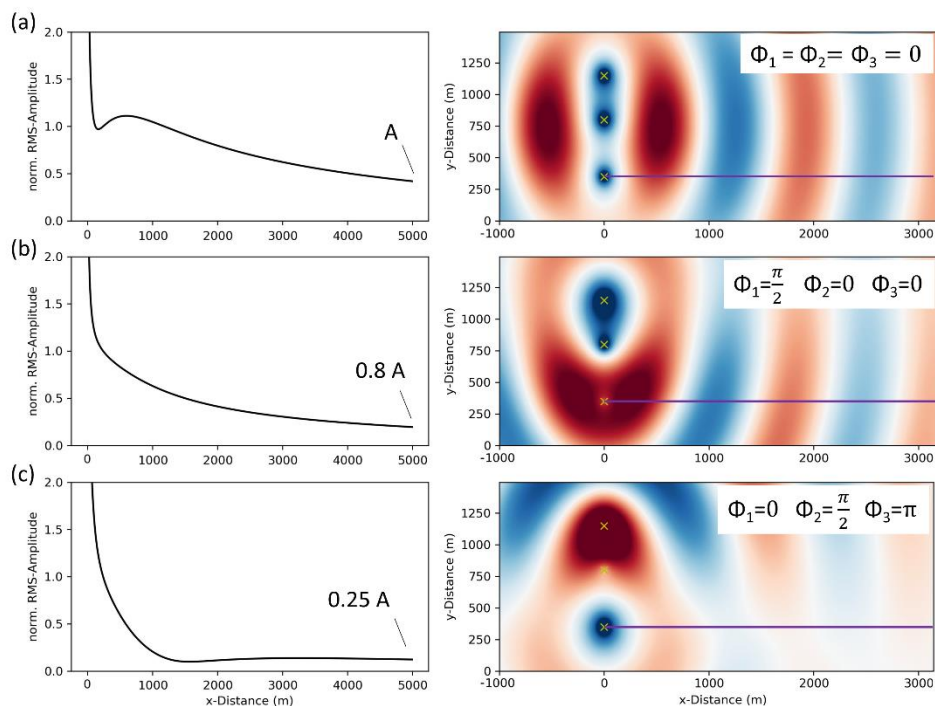 (a)
2.0
1.5
1.0
0.5
0.0
norm. RMS-Amplitude
A
0 1000 2000 3000 4000 5000
1250
1000
750
500
250
0
y-Distance (m)
Φ1 = Φ2 = Φ3 = 0
-1000 0 1000 2000 3000
(b)
2.0
1.5
1.0
0.5
0.0
norm. RMS-Amplitude
0.8 A
0 1000 2000 3000 4000 5000
1250
1000
750
500
250
0
y-Distance (m)
Φ1=π/2 Φ2=0 Φ3=0
-1000 0 1000 2000 3000
(c)
2.0
1.5
1.0
0.5
0.0
norm. RMS-Amplitude
0.25 A
0 1000 2000 3000 4000 5000
x-Distance (m)
1250
1000
750
500
250
0
y-Distance (m)
Φ1=0 Φ2=π/2 Φ3=π
-1000 0 1000 2000 3000
x-Distance (m)